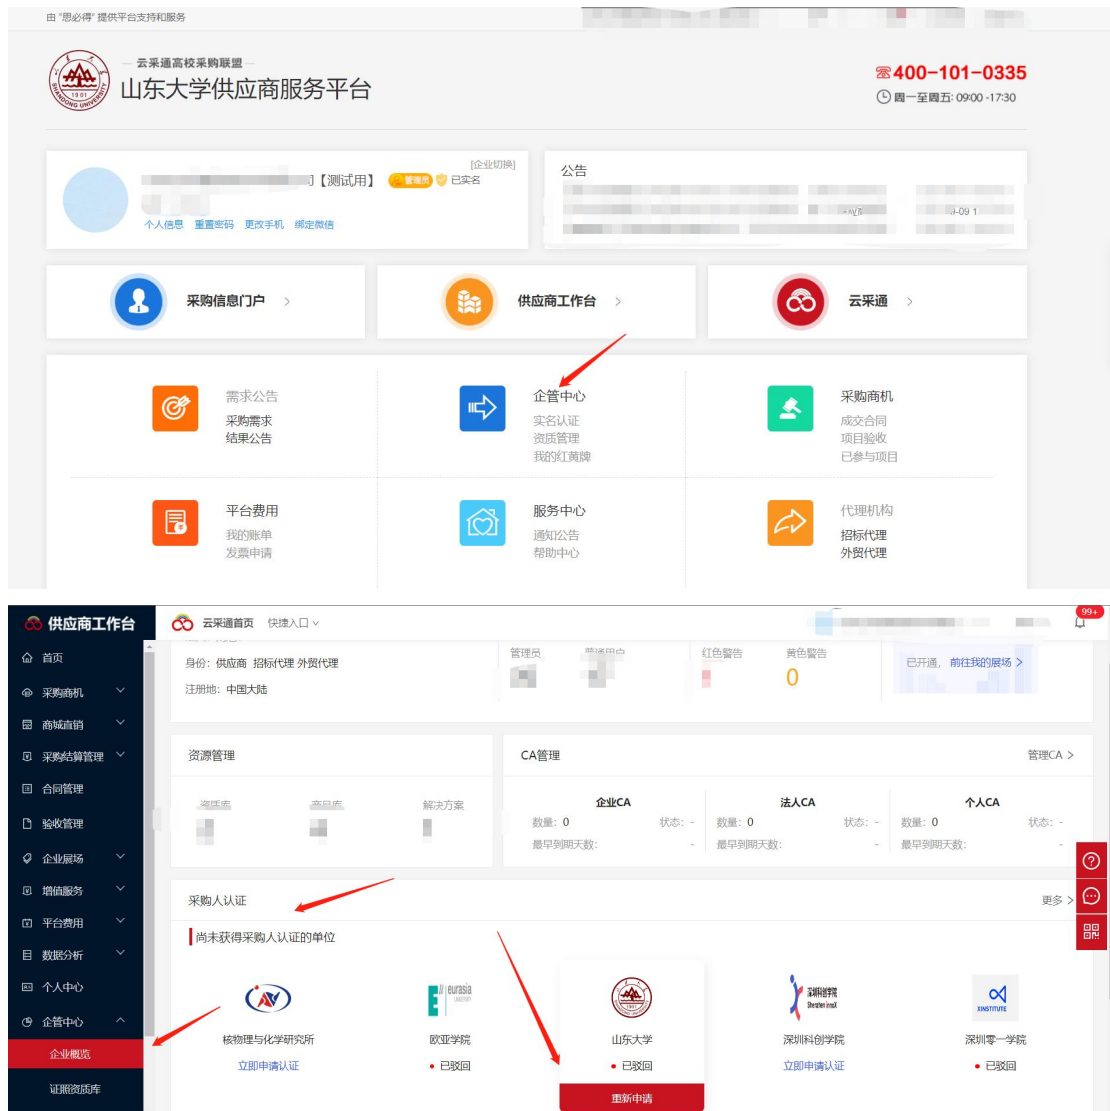 由 "思必得" 提供平台支持和服务
云采通高校采购联盟
山东大学供应商服务平台
400-101-0335
周一至周五: 09:00 -17:30
SHANDONG UNIVERSITY
1901
[企业切换]
【测试用】 管理员 已实名
个人信息 重置密码 更改手机 绑定微信
公告
采购信息门户 >
供应商工作台 >
云采通 >
需求公告
采购需求
结果公告
企管中心
实名认证
资质管理
我的红黄牌
采购商机
成交合同
项目验收
已参与项目
平台费用
我的账单
发票申请
服务中心
通知公告
帮助中心
代理机构
招标代理
外贸代理
供应商工作台
云采通首页 快捷入口
99+
首页
采购商机
商城直销
采购结算管理
合同管理
验收管理
企业展场
增值服务
平台费用
数据分析
个人中心
企管中心
企业概览
证照资质库
身份: 供应商 招标代理 外贸代理
注册地: 中国大陆
管理员 普通用户 红色警告 黄色警告
0
已开通, 前往我的展场 >
资源管理
资质库 商品库 解决方案
CA管理
管理CA >
企业CA
数量: 0 状态: -
最早到期天数: -
法人CA
数量: 0 状态: -
最早到期天数: -
个人CA
数量: 0 状态: -
最早到期天数: -
采购人认证
更多 >
尚未获得采购人认证的单位
核物理与化学研究所
立即申请认证
eurasia
UNIVERSITY
欧亚学院
已驳回
山东大学
已驳回
重新申请
深圳科创学院
Shenzhen InnoX
深圳科创学院
立即申请认证
XINSTITUTE
深圳零一学院
已驳回